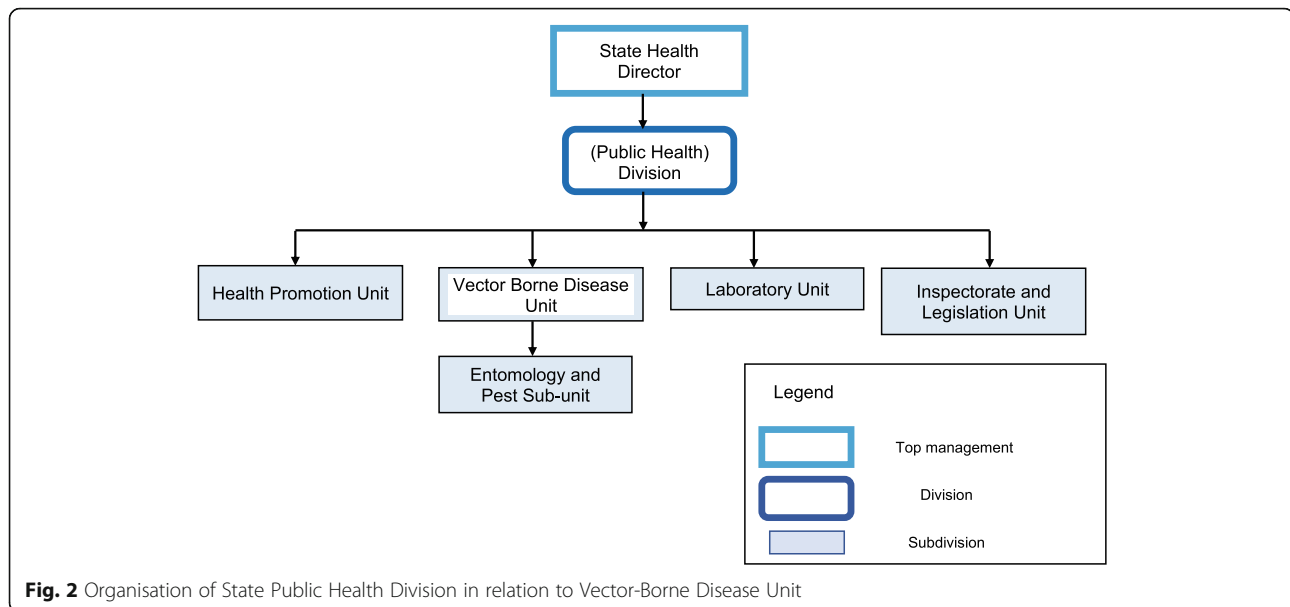 State Health
Director
(Public Health)
Division
Health Promotion Unit
Vector Borne Disease
Unit
Laboratory Unit
Inspectorate and
Legislation Unit
Entomology and
Pest Sub-unit
Legend
Top management
Division
Subdivision
Fig. 2 Organisation of State Public Health Division in relation to Vector-Borne Disease Unit